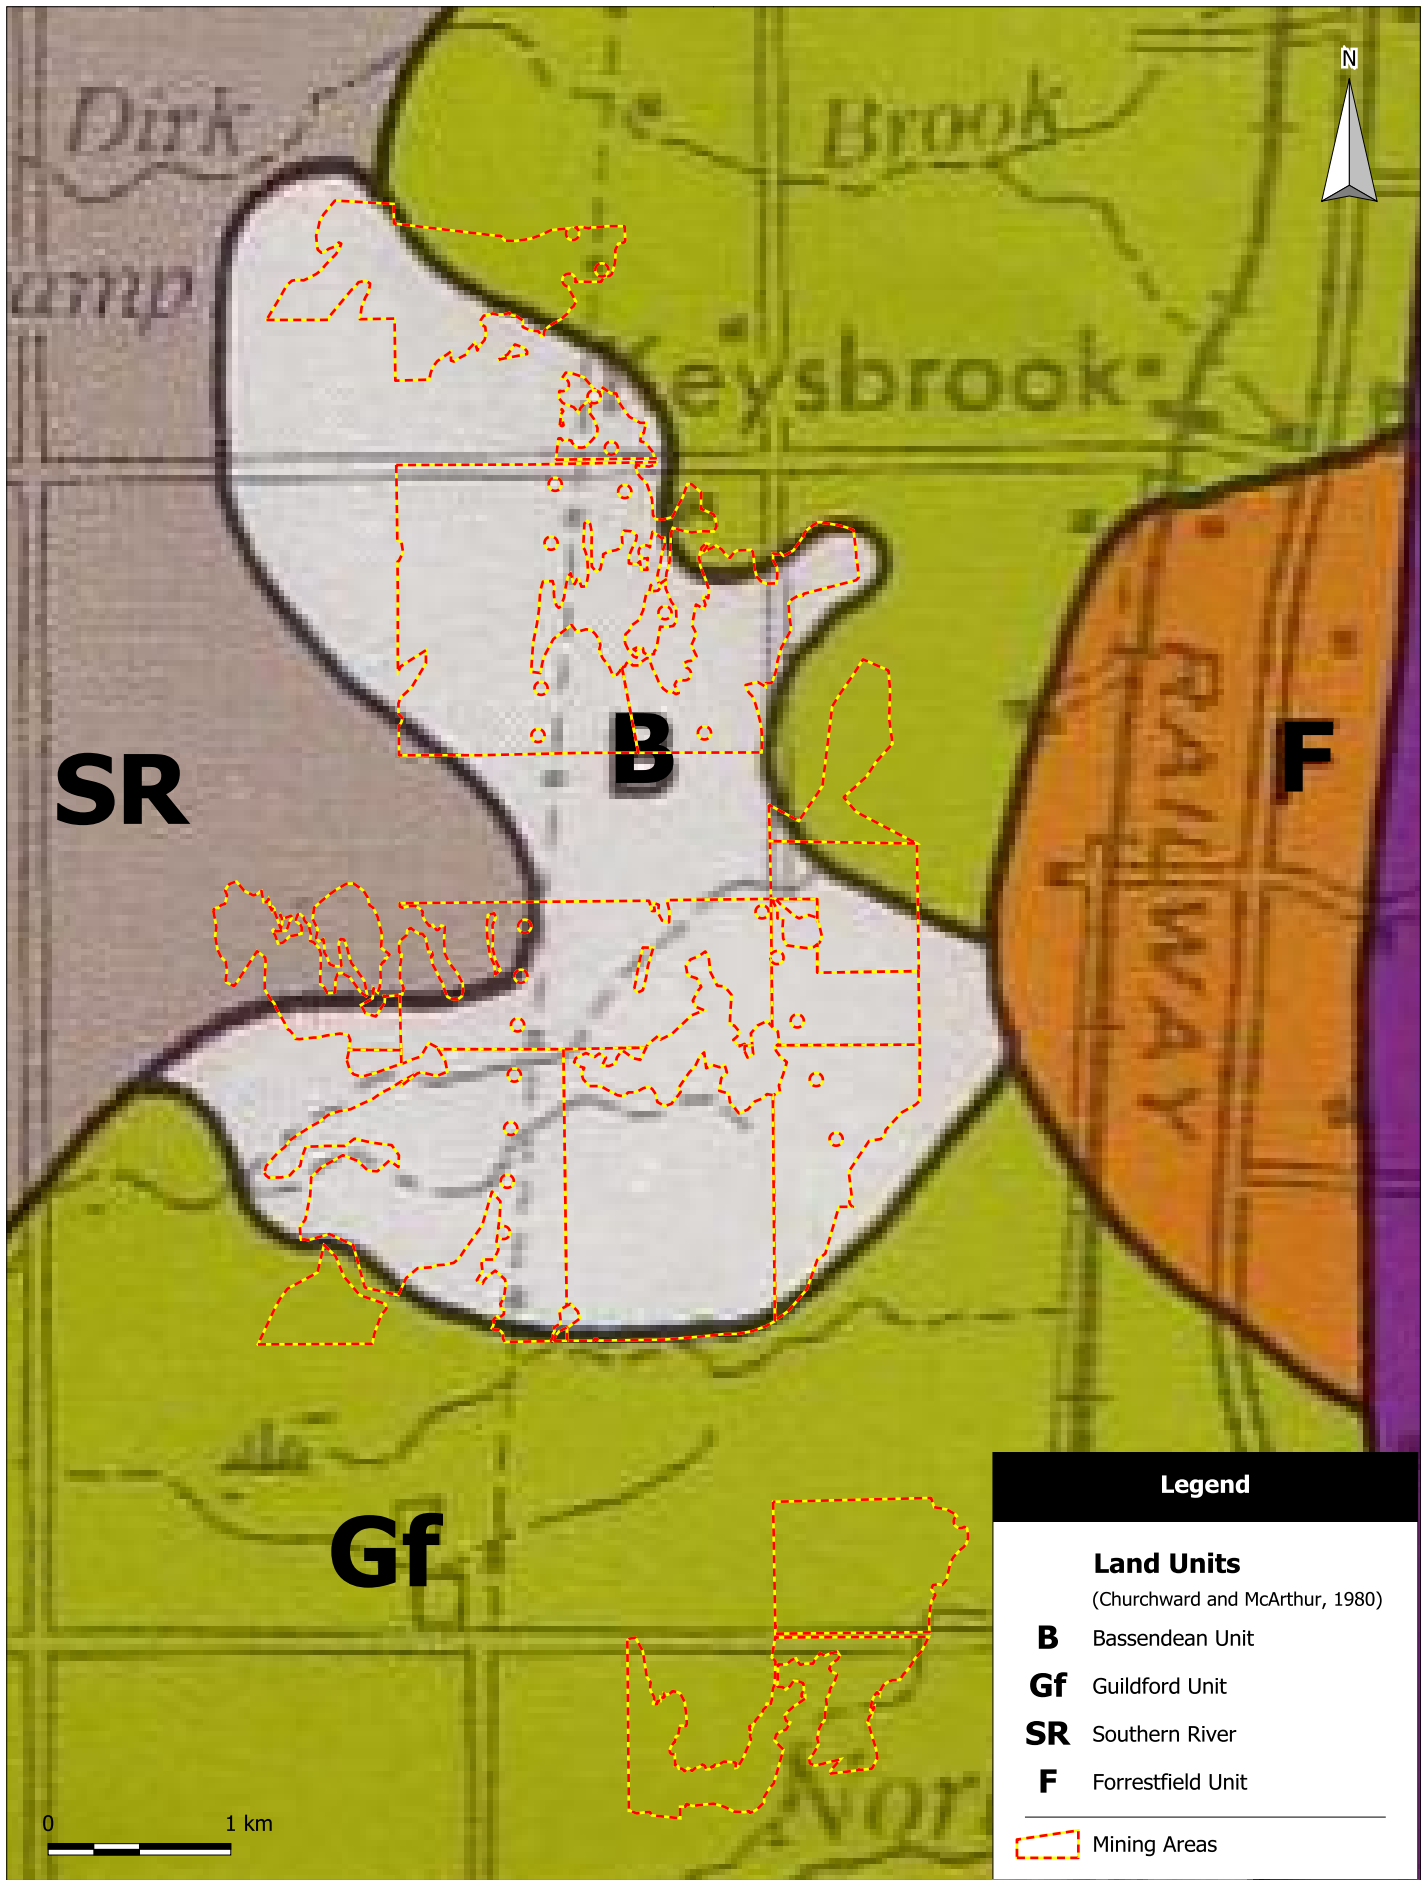 N
Dirk
Brook
amp
eysbrook
RAILWAY
B
F
SR
Gf
Nor
0 1 km
Legend
Land Units
(Churchward and McArthur, 1980)
B Bassendean Unit
Gf Guildford Unit
SR Southern River
F Forrestfield Unit
Mining Areas